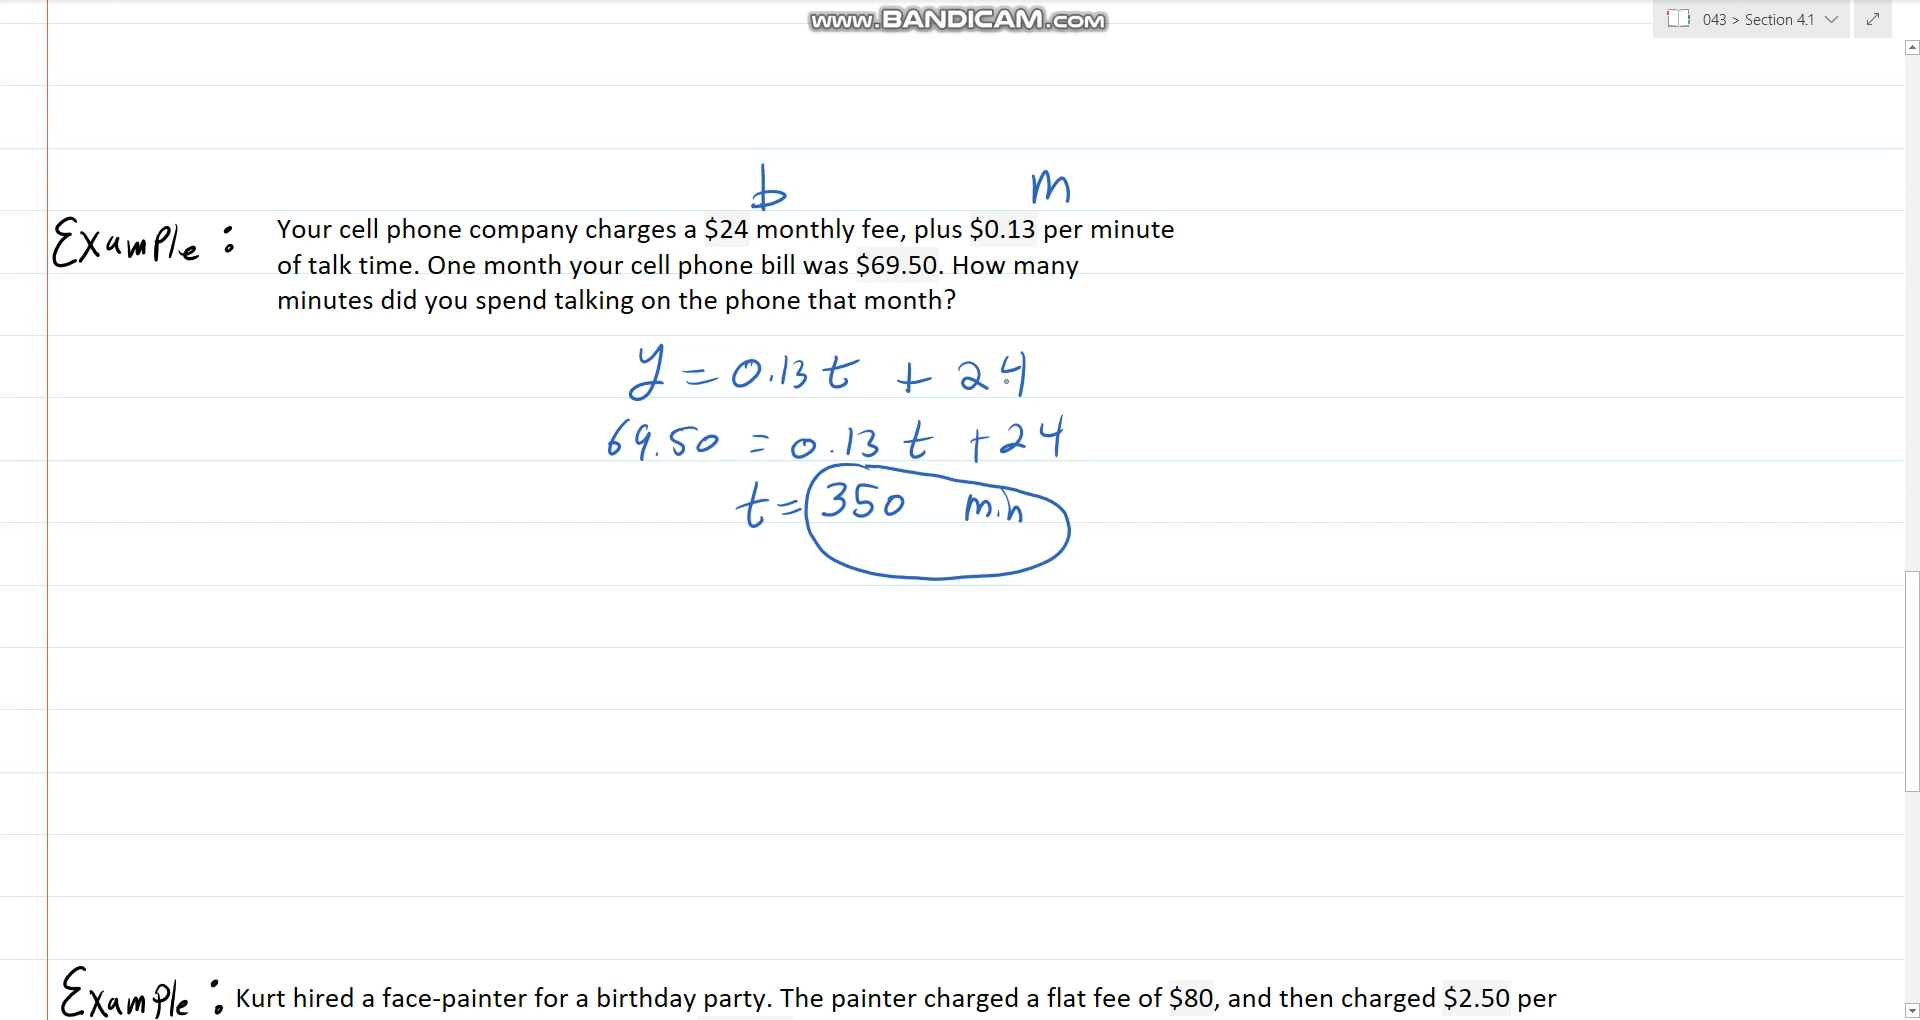 www.BANDICAM.com
043 > Section 4.1
b m
Example: Your cell phone company charges a $24 monthly fee, plus $0.13 per minute
of talk time. One month your cell phone bill was $69.50. How many
minutes did you spend talking on the phone that month?
y = 0.13 t + 24
69.50 = 0.13 t + 24
t = 350 min
Example: Kurt hired a face-painter for a birthday party. The painter charged a flat fee of $80, and then charged $2.50 per